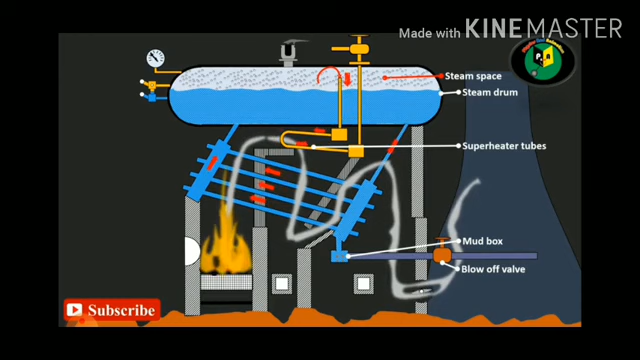 Made with KINEMASTER
Steam space
Steam drum
Superheater tubes
Mud box
Blow off valve
Subscribe